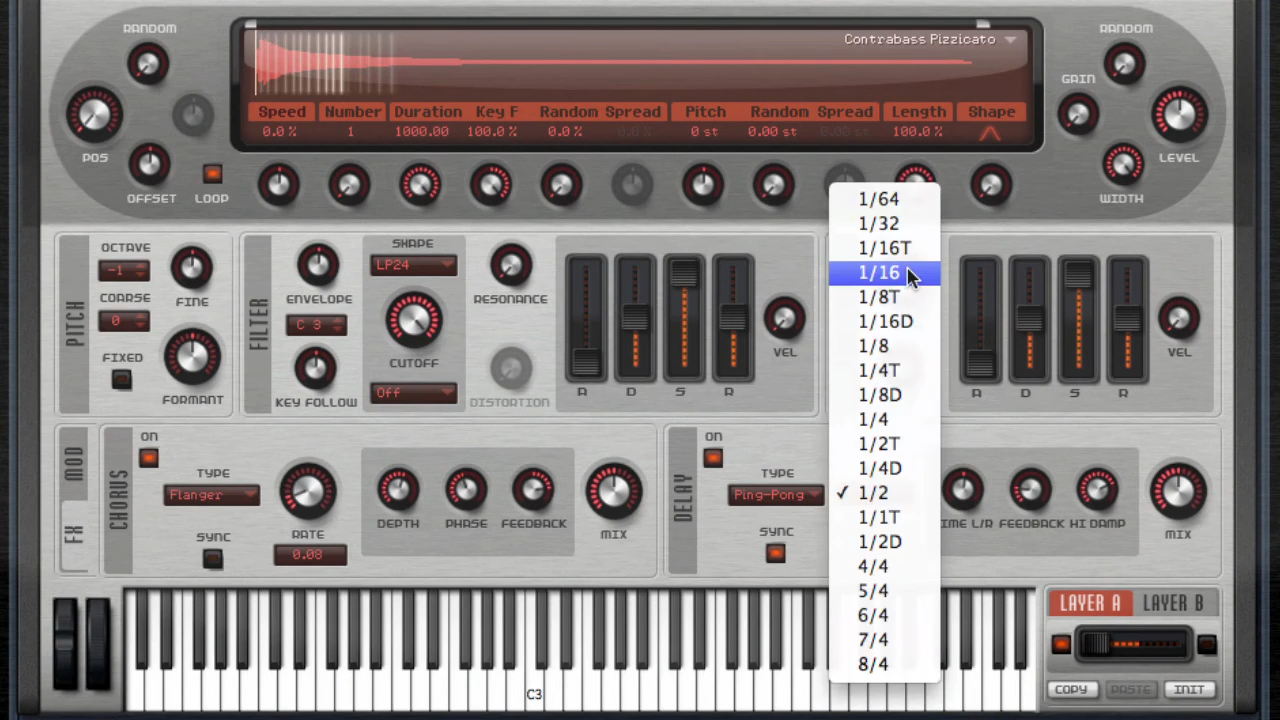 RANDOM
POS
OFFSET
LOOP
Contrabass Pizzicato
Speed Number Duration Key F Random Spread Pitch Random Spread Length Shape
0.0 % 1 1000.00 100.0 % 0.0 % 0.0 % 0 st 0.00 st 0.00 st 100.0 %
RANDOM
GAIN
LEVEL
WIDTH
PITCH
OCTAVE
-1
COARSE
0
FIXED
FINE
FORMANT
FILTER
ENVELOPE
C 3
KEY FOLLOW
SHAPE
LP24
CUTOFF
Off
RESONANCE
DISTORTION
A D S R
VEL
A D S R
VEL
1/64
1/32
1/16T
1/16
1/8T
1/16D
1/8
1/4T
1/8D
1/4
1/2T
1/4D
✓ 1/2
1/1T
1/2D
4/4
5/4
6/4
7/4
8/4
MOD
FX
CHORUS
ON
TYPE
Flanger
SYNC
RATE
0.08
DEPTH PHASE FEEDBACK
MIX
DELAY
ON
TYPE
Ping-Pong
SYNC
IME L/R FEEDBACK HI DAMP
MIX
C3
LAYER A LAYER B
COPY PASTE INIT